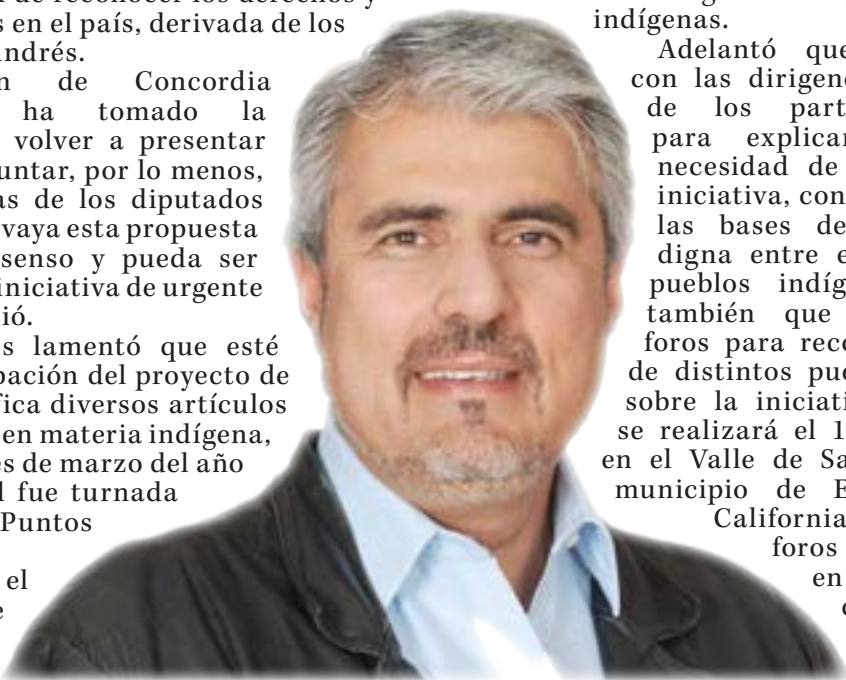 de reconocer los derechos y
s en el país, derivada de los
ndrés.
n de Concordia
ha tomado la
volver a presentar
untar, por lo menos,
as de los diputados
vaya esta propuesta
senso y pueda ser
iniciativa de urgente
ió.
s lamentó que esté
bación del proyecto de
fica diversos artículos
en materia indígena,
es de marzo del año
l fue turnada
Puntos
el
e
indígenas.
Adelantó que
con las dirigenc
de los part
para explicar
necesidad de
iniciativa, con
las bases de
digna entre e
pueblos indíg
también que
foros para reco
de distintos pue
sobre la iniciati
se realizará el 1
en el Valle de Sa
municipio de E
California
foros
en